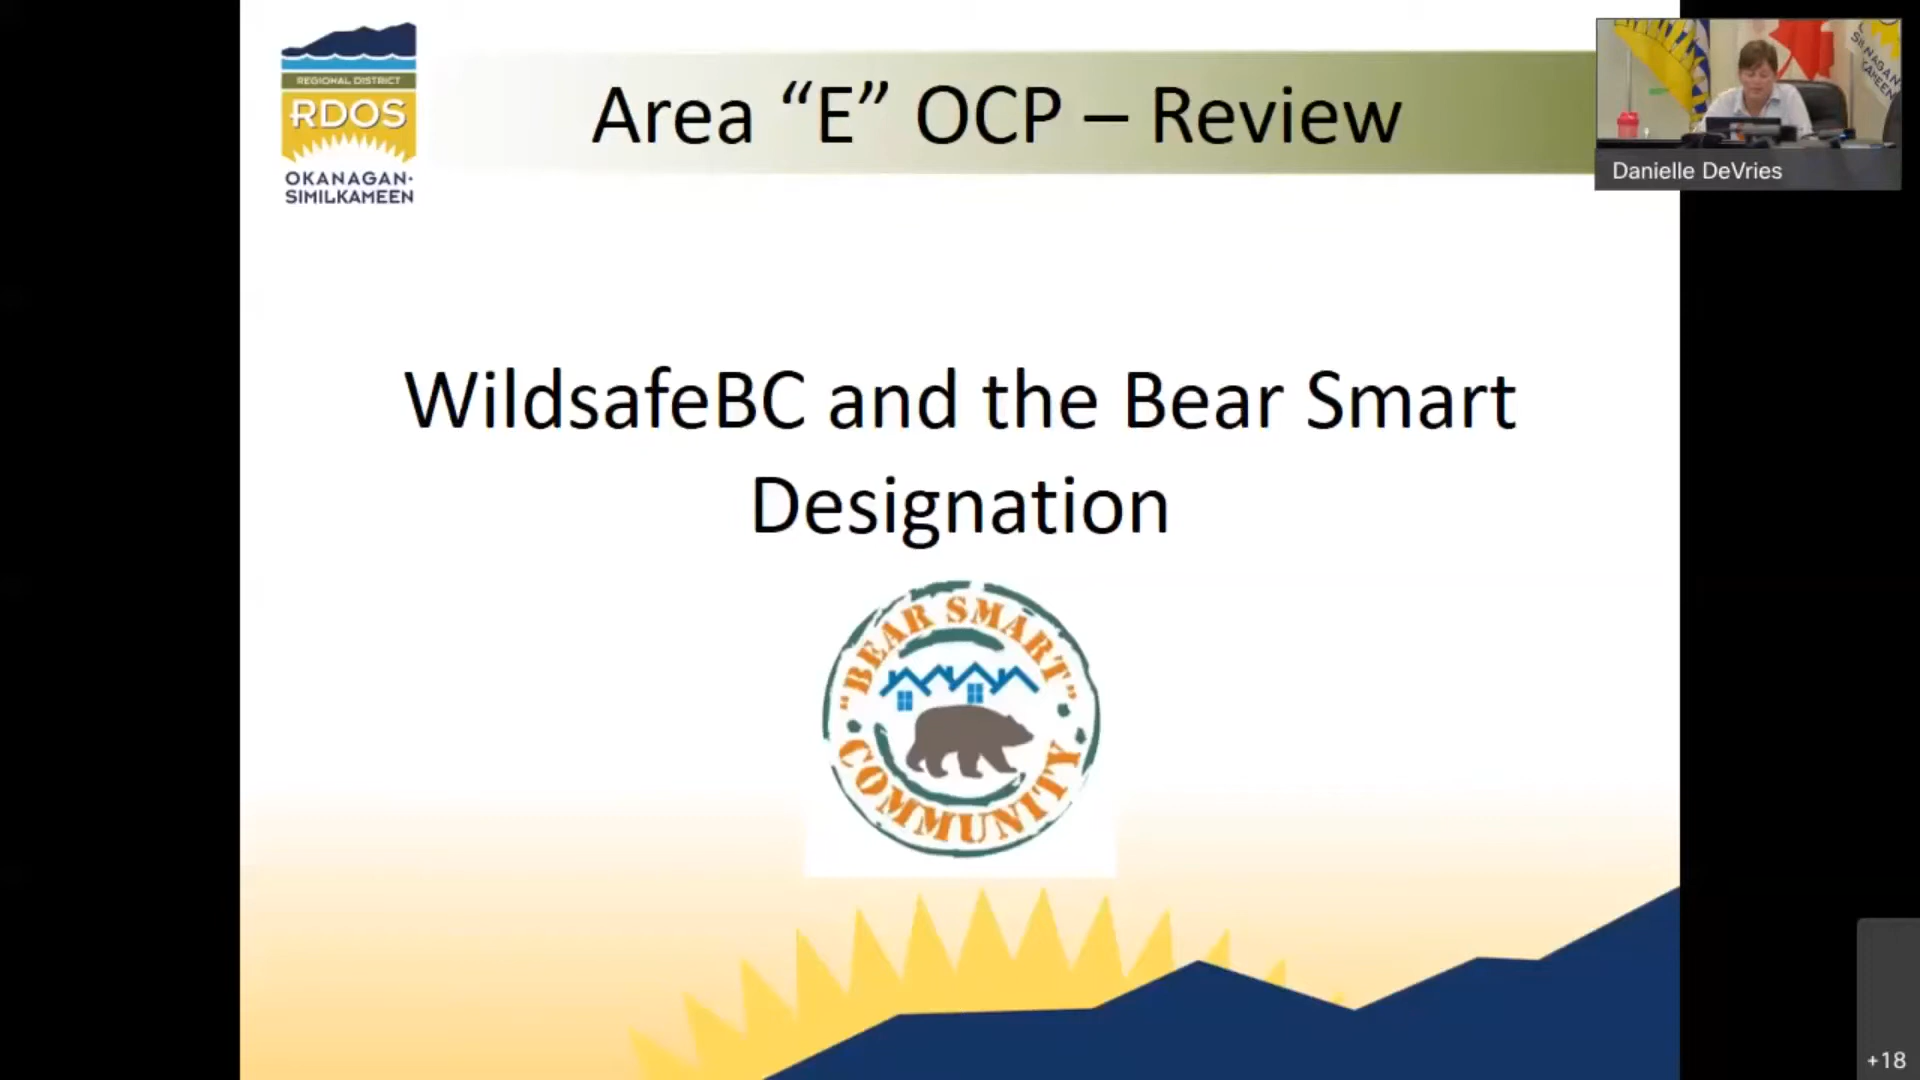 REGIONAL DISTRICT
RDOS
OKANAGAN-
SIMILKAMEEN
Area “E” OCP – Review
Danielle DeVries
WildsafeBC and the Bear Smart
Designation
"BEAR SMART"
COMMUNITY
+18